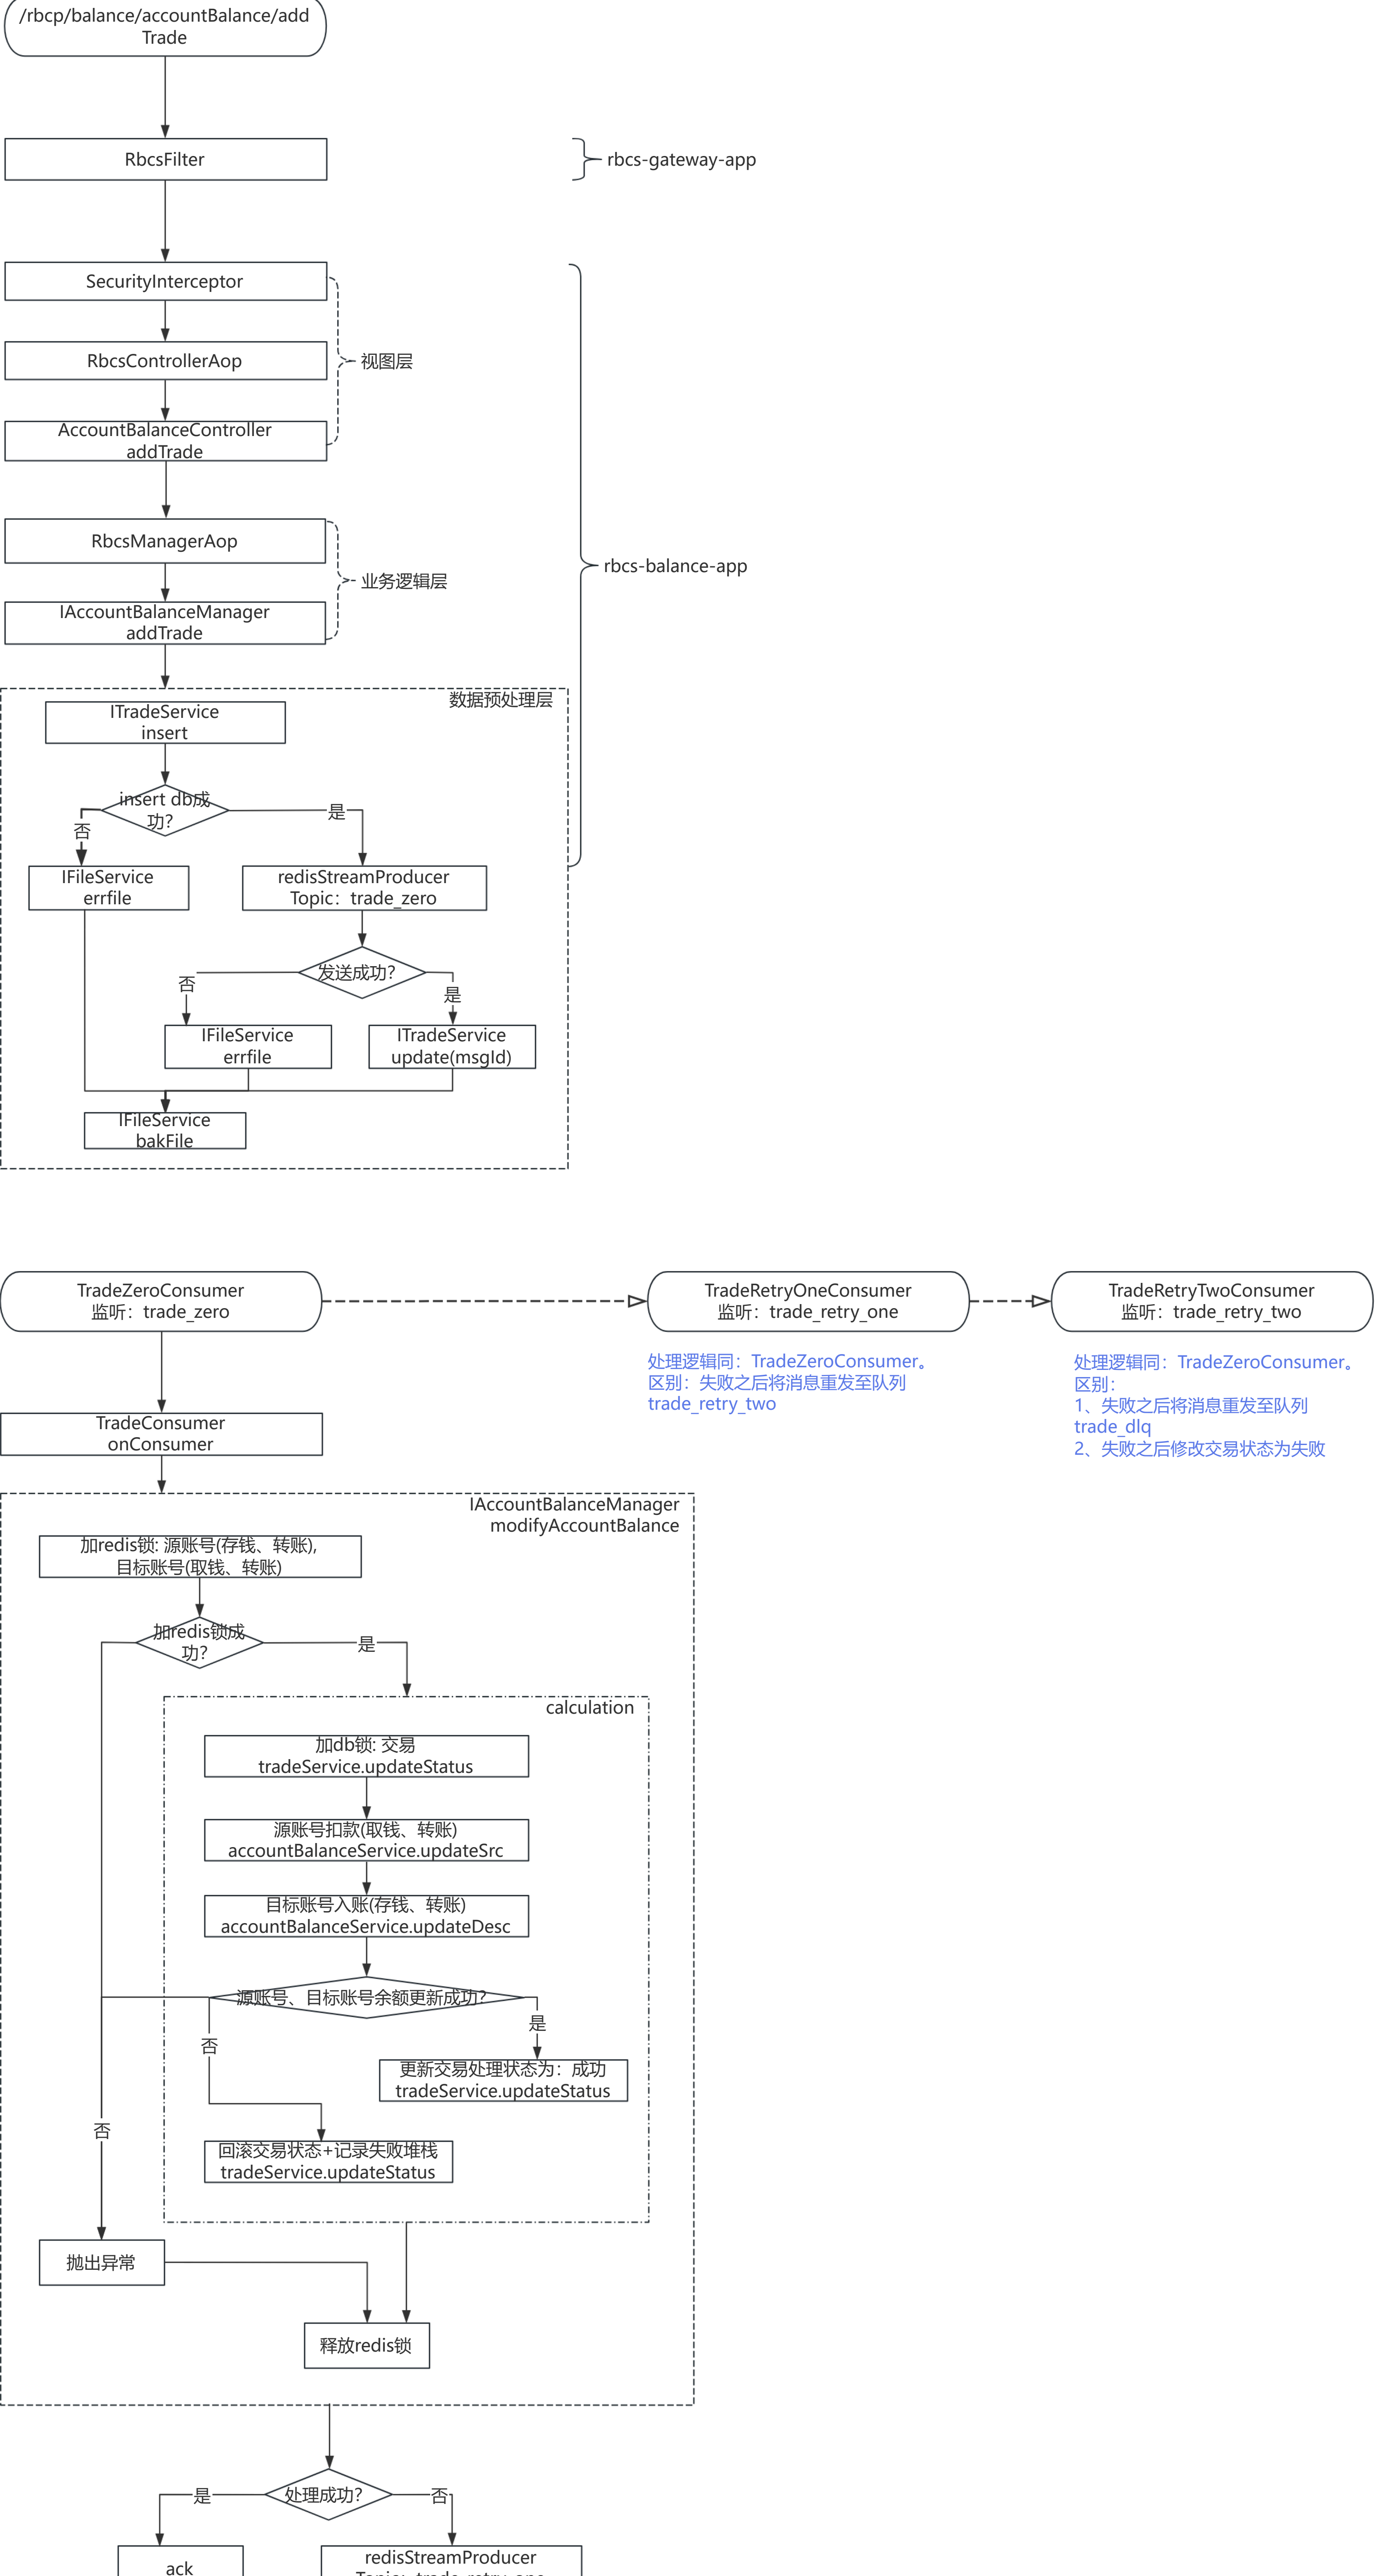 /rbcp/balance/accountBalance/add
Trade
RbcsFilter
rbcs-gateway-app
SecurityInterceptor
RbcsControllerAop
视图层
AccountBalanceController
addTrade
RbcsManagerAop
rbcs-balance-app
业务逻辑层
IAccountBalanceManager
addTrade
数据预处理层
ITradeService
insert
insert db成
功？
是
否
IFileService
errfile
redisStreamProducer
Topic：trade_zero
发送成功？
否
是
IFileService
errfile
ITradeService
update(msgId)
IFileService
bakFile
TradeZeroConsumer
监听：trade_zero
TradeRetryOneConsumer
监听：trade_retry_one
TradeRetryTwoConsumer
监听：trade_retry_two
处理逻辑同：TradeZeroConsumer。
区别：失败之后将消息重发至队列
trade_retry_two
处理逻辑同：TradeZeroConsumer。
区别：
1、失败之后将消息重发至队列
trade_dlq
2、失败之后修改交易状态为失败
TradeConsumer
onConsumer
IAccountBalanceManager
modifyAccountBalance
加redis锁: 源账号(存钱、转账),
目标账号(取钱、转账)
加redis锁成
功？
是
calculation
加db锁: 交易
tradeService.updateStatus
源账号扣款(取钱、转账)
accountBalanceService.updateSrc
目标账号入账(存钱、转账)
accountBalanceService.updateDesc
源账号、目标账号余额更新成功？
是
否
更新交易处理状态为：成功
tradeService.updateStatus
否
回滚交易状态+记录失败堆栈
tradeService.updateStatus
抛出异常
释放redis锁
处理成功？
是
否
ack
redisStreamProducer
Topic：trade_retry_one